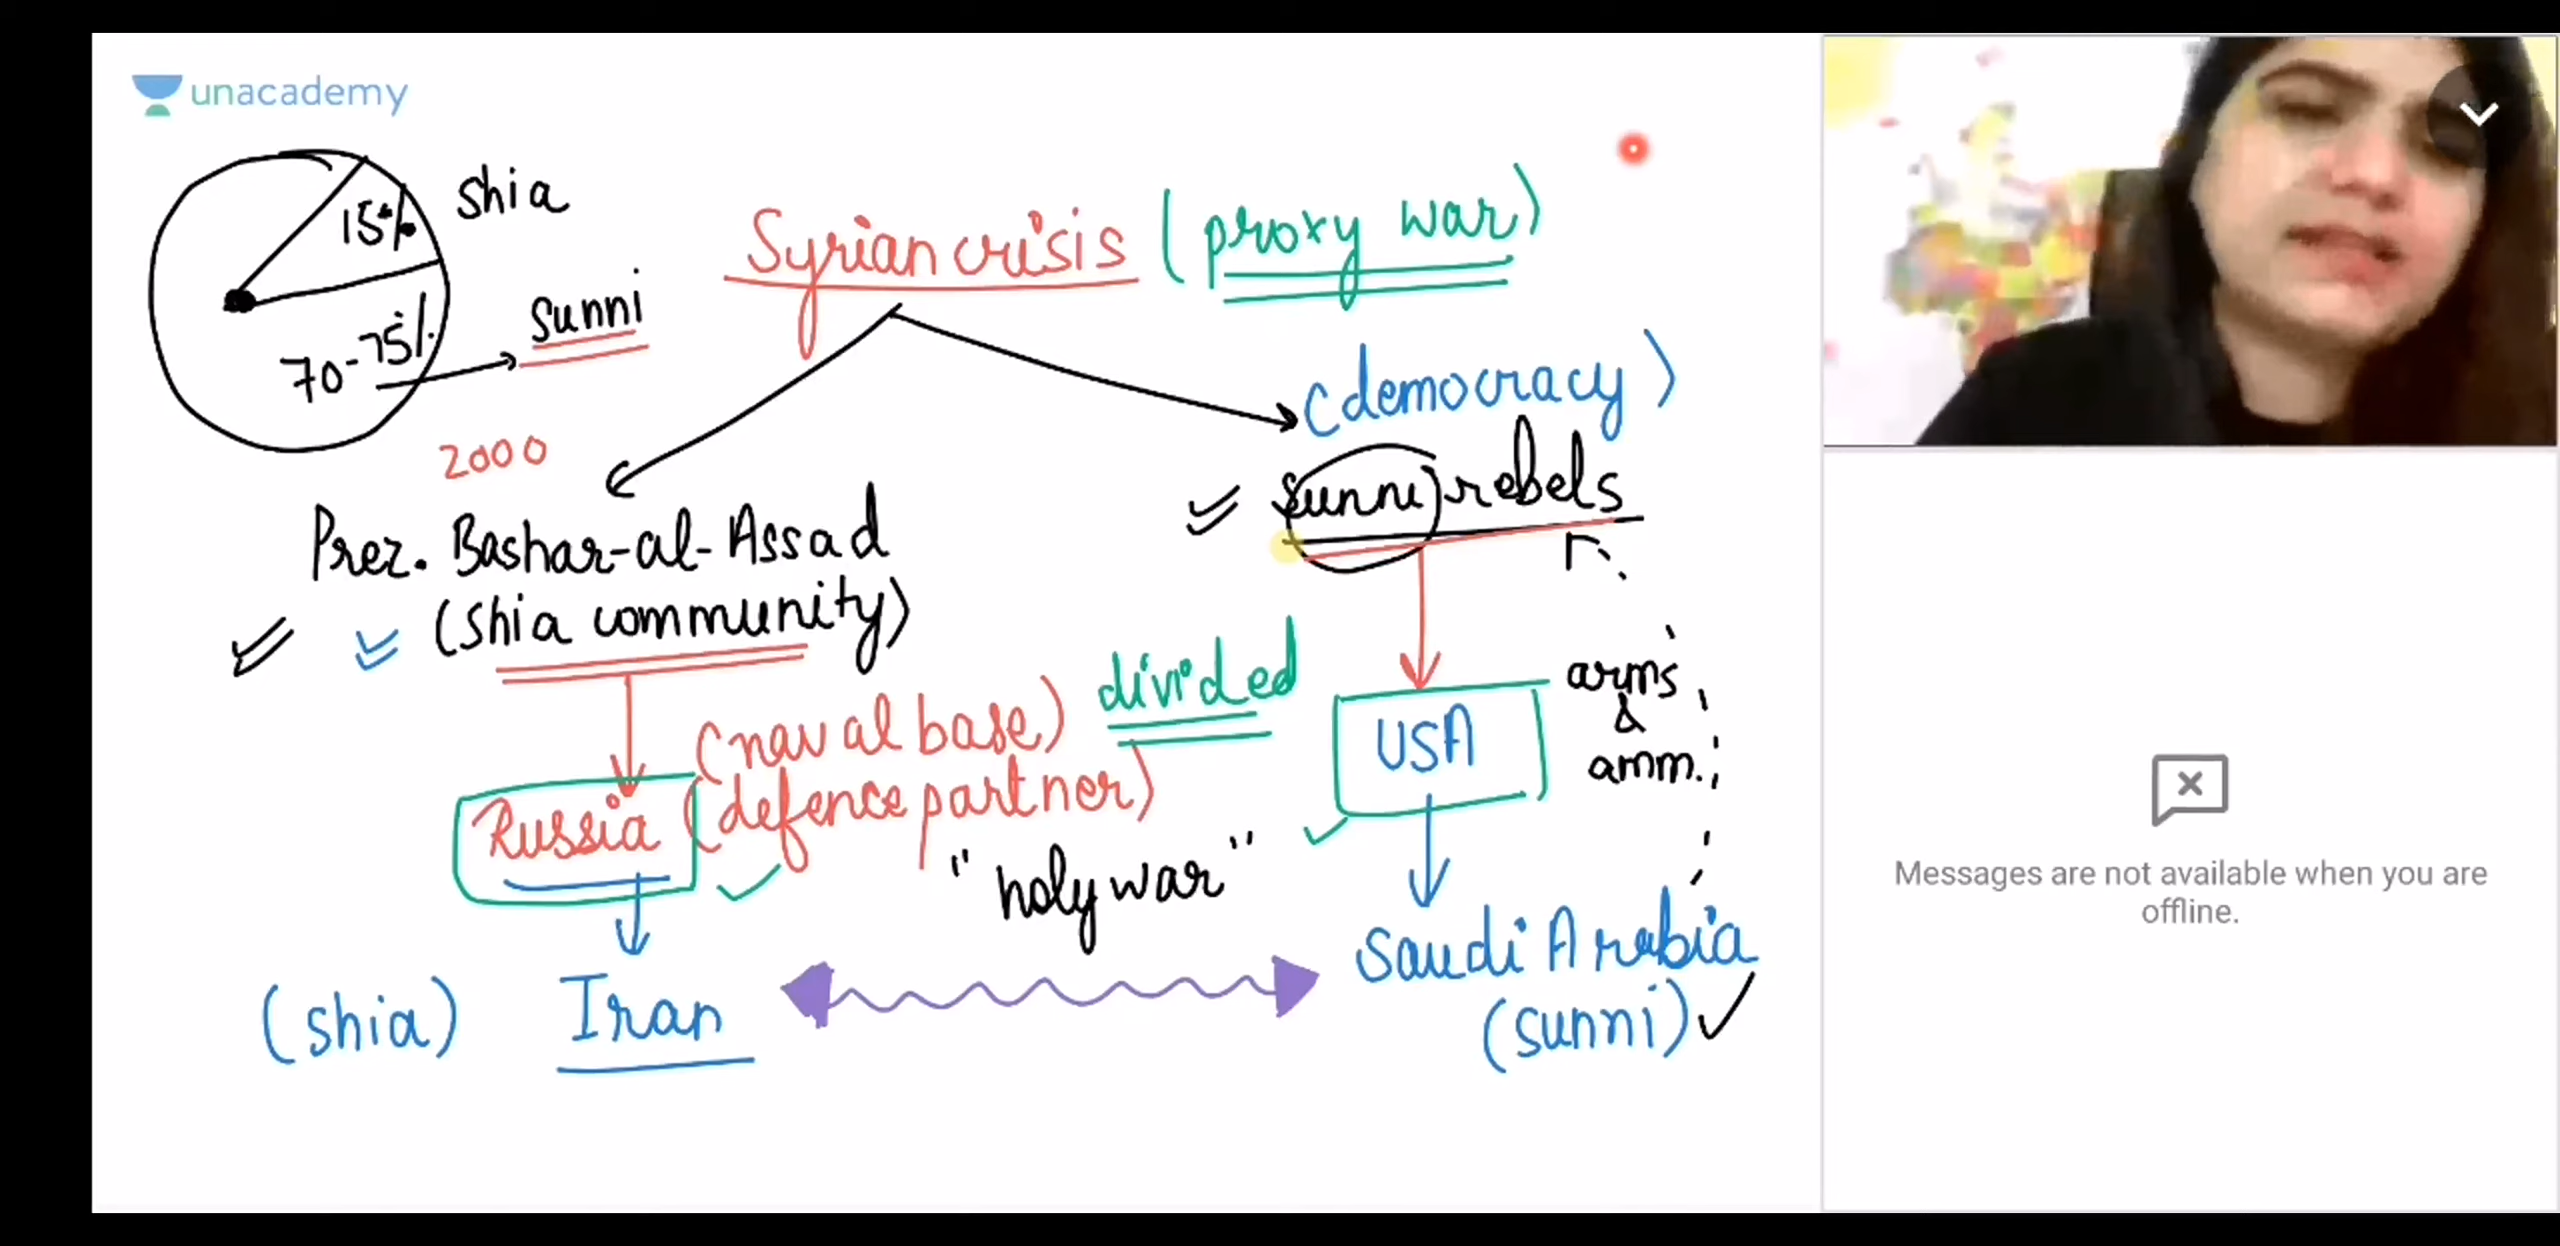 unacademy
15% shia
70-75% sunni
Syrian crisis (proxy war)
2000
(democracy)
Prez. Bashar-al-Assad
(shia community)
sunni rebels
(naval base)
Russia (defence partner)
divided
USA
arms
&
amm.
"holy war"
(shia) Iran
Saudi Arabia
(sunni)
Messages are not available when you are
offline.